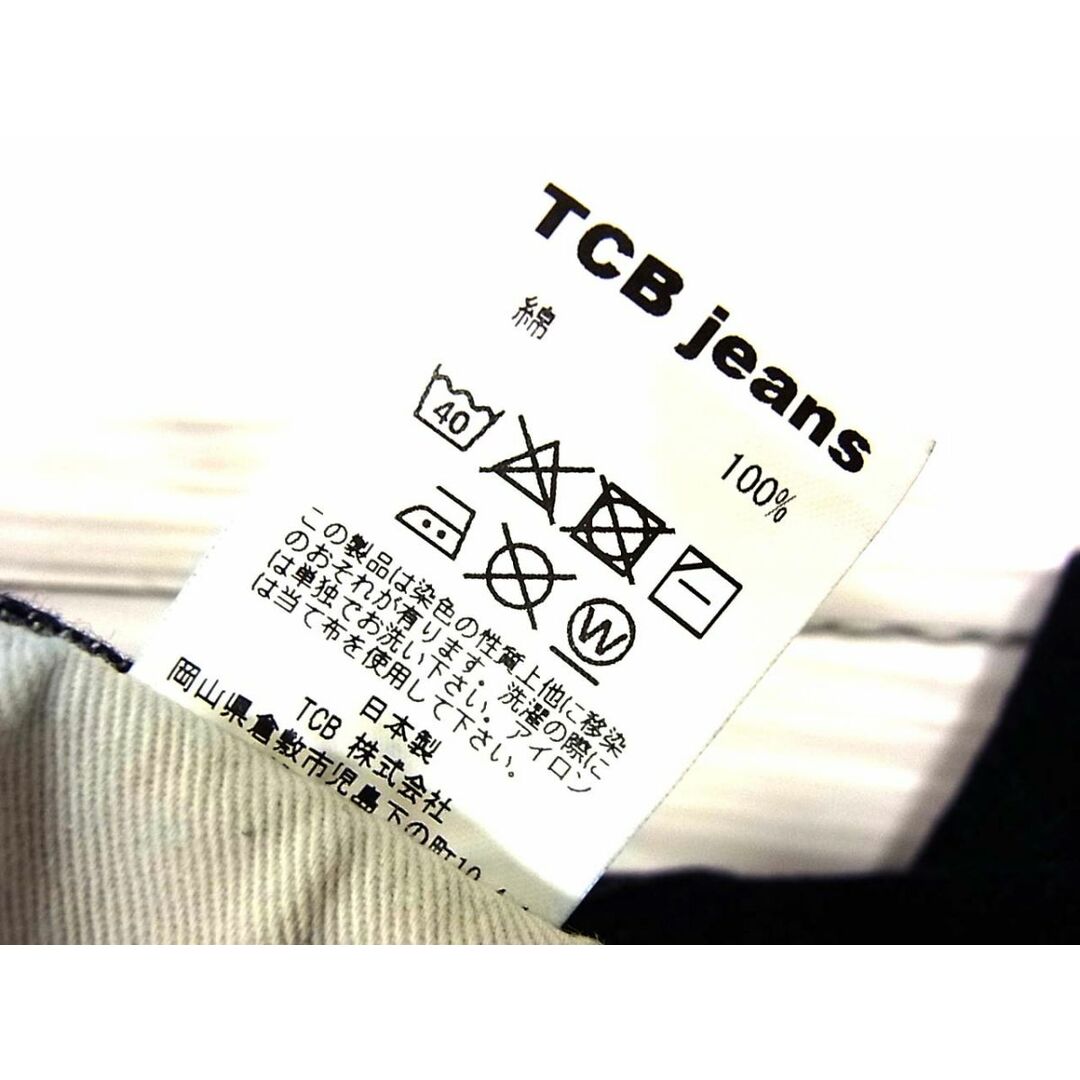 TCB jeans
綿 100%
40
W
この製品は染色の性質上他に移染
のおそれが有ります。洗濯の際に
は単独でお洗い下さい。アイロン
は当て布を使用して下さい。
日本製
TCB 株式会社
岡山県倉敷市児島下の町10